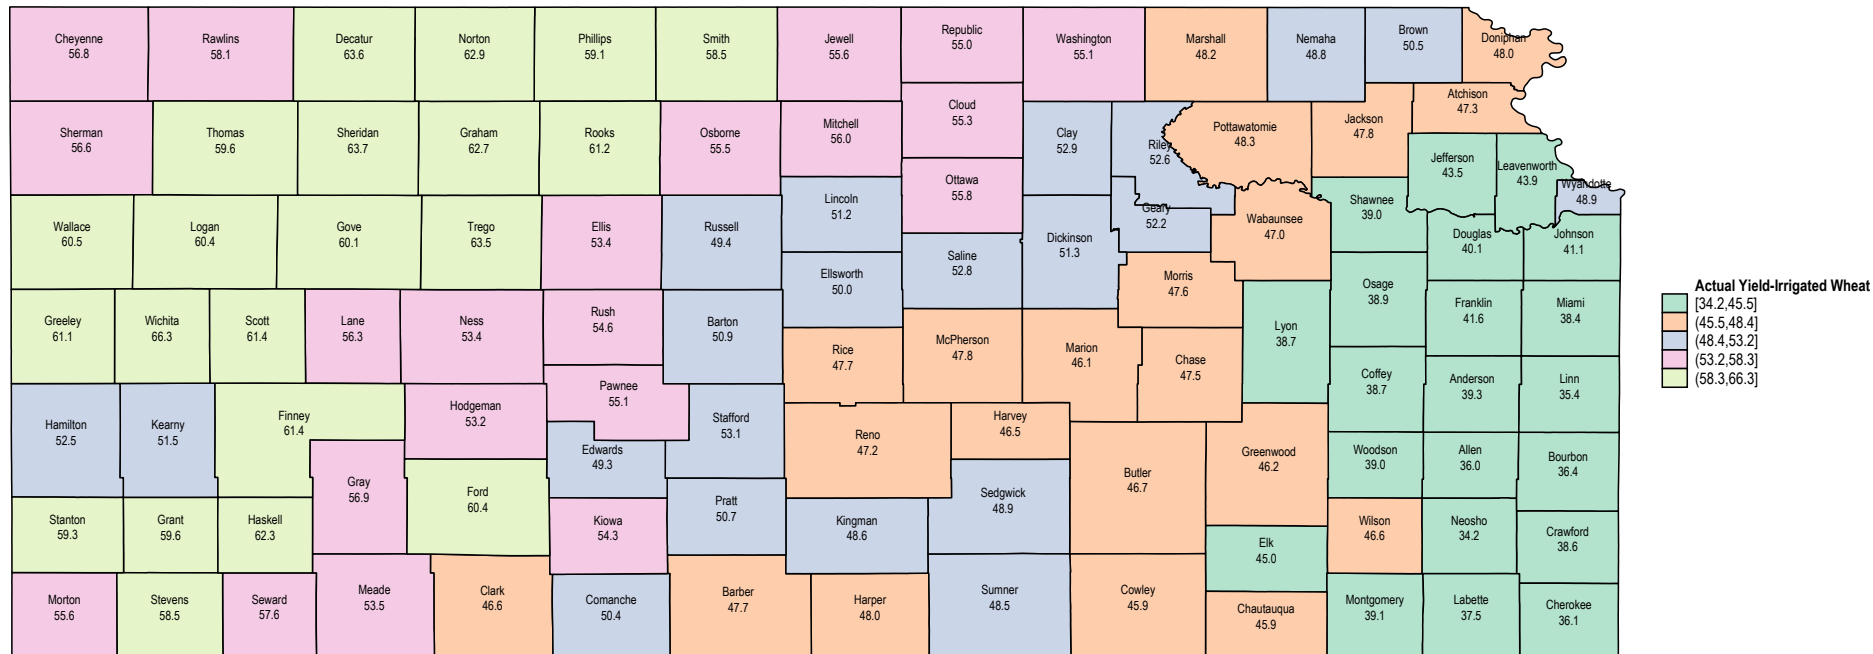 Cheyenne
56.8
Rawlins
58.1
Decatur
63.6
Norton
62.9
Phillips
59.1
Smith
58.5
Jewell
55.6
Republic
55.0
Washington
55.1
Marshall
48.2
Nemaha
48.8
Brown
50.5
Doniphan
48.0
Sherman
56.6
Thomas
59.6
Sheridan
63.7
Graham
62.7
Rooks
61.2
Osborne
55.5
Mitchell
56.0
Cloud
55.3
Clay
52.9
Riley
52.6
Pottawatomie
48.3
Jackson
47.8
Atchison
47.3
Jefferson
43.5
Leavenworth
43.9
Wyandotte
48.9
Wallace
60.5
Logan
60.4
Gove
60.1
Trego
63.5
Ellis
53.4
Russell
49.4
Lincoln
51.2
Ottawa
55.8
Saline
52.8
Dickinson
51.3
Geary
52.2
Wabaunsee
47.0
Shawnee
39.0
Douglas
40.1
Johnson
41.1
Ellsworth
50.0
Morris
47.6
Osage
38.9
Franklin
41.6
Miami
38.4
Greeley
61.1
Wichita
66.3
Scott
61.4
Lane
56.3
Ness
53.4
Rush
54.6
Barton
50.9
Rice
47.7
McPherson
47.8
Marion
46.1
Chase
47.5
Lyon
38.7
Coffey
38.7
Anderson
39.3
Linn
35.4
Hamilton
52.5
Kearny
51.5
Finney
61.4
Hodgeman
53.2
Pawnee
55.1
Stafford
53.1
Edwards
49.3
Reno
47.2
Harvey
46.5
Butler
46.7
Greenwood
46.2
Woodson
39.0
Allen
36.0
Bourbon
36.4
Gray
56.9
Ford
60.4
Kiowa
54.3
Pratt
50.7
Kingman
48.6
Sedgwick
48.9
Elk
45.0
Wilson
46.6
Neosho
34.2
Crawford
38.6
Stanton
59.3
Grant
59.6
Haskell
62.3
Morton
55.6
Stevens
58.5
Seward
57.6
Meade
53.5
Clark
46.6
Comanche
50.4
Barber
47.7
Harper
48.0
Sumner
48.5
Cowley
45.9
Chautauqua
45.9
Montgomery
39.1
Labette
37.5
Cherokee
36.1
Actual Yield-Irrigated Wheat
[34.2,45.5]
(45.5,48.4]
(48.4,53.2]
(53.2,58.3]
(58.3,66.3]